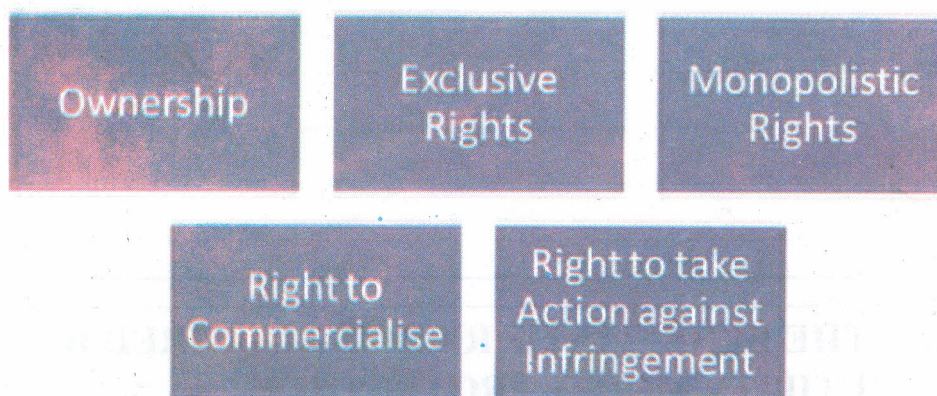 Ownership
Exclusive
Rights
Monopolistic
Rights
Right to
Commercialise
Right to take
Action against
Infringement